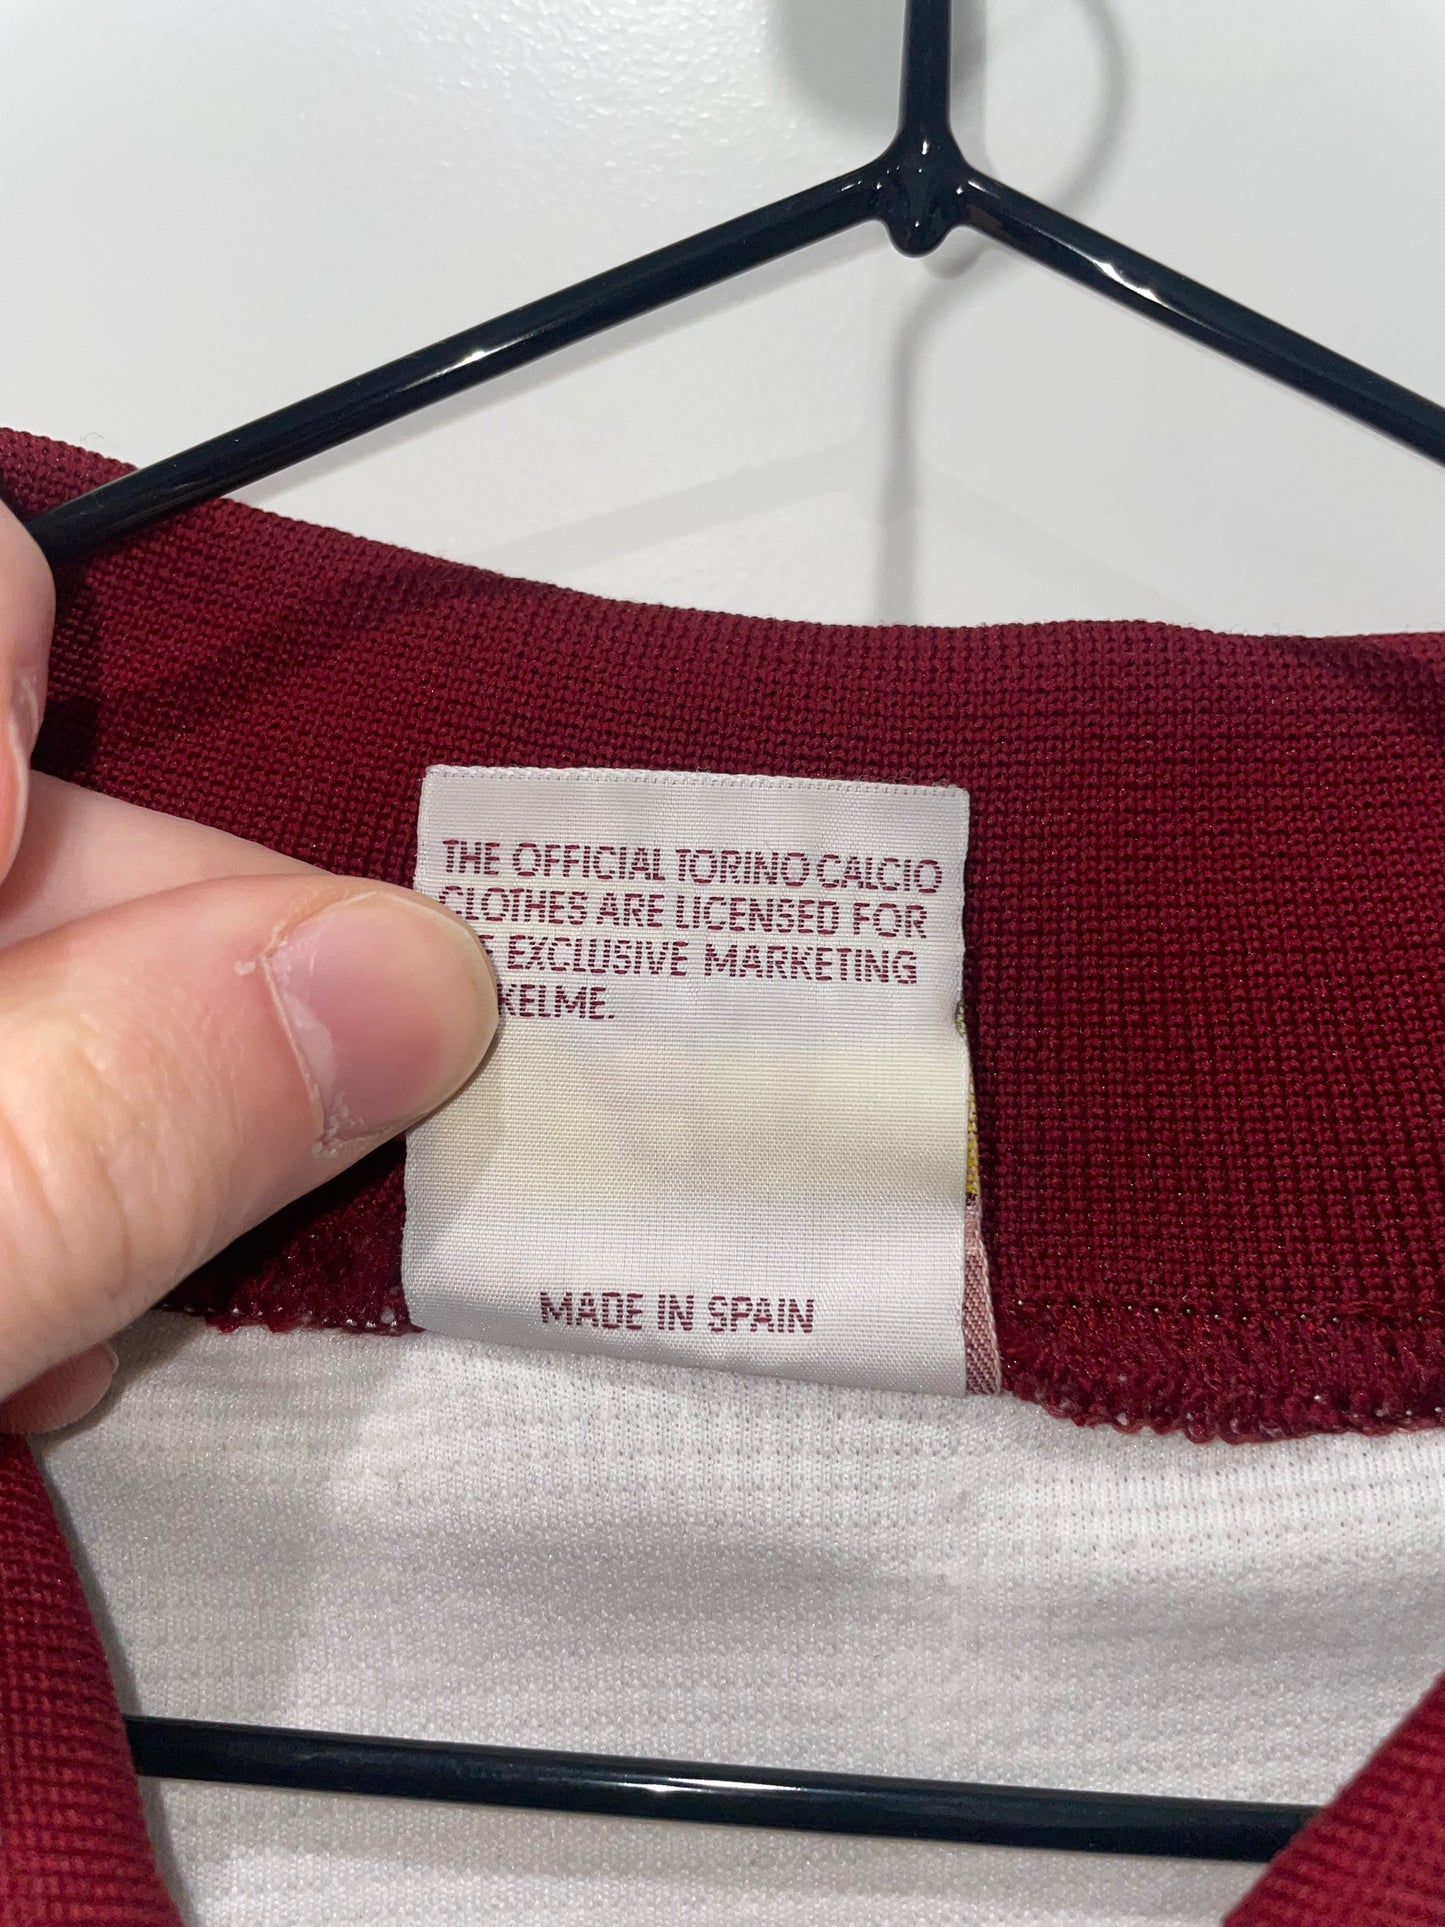 THE OFFICIAL TORINO CALCIO
CLOTHES ARE LICENSED FOR
EXCLUSIVE MARKETING
KELME.
MADE IN SPAIN